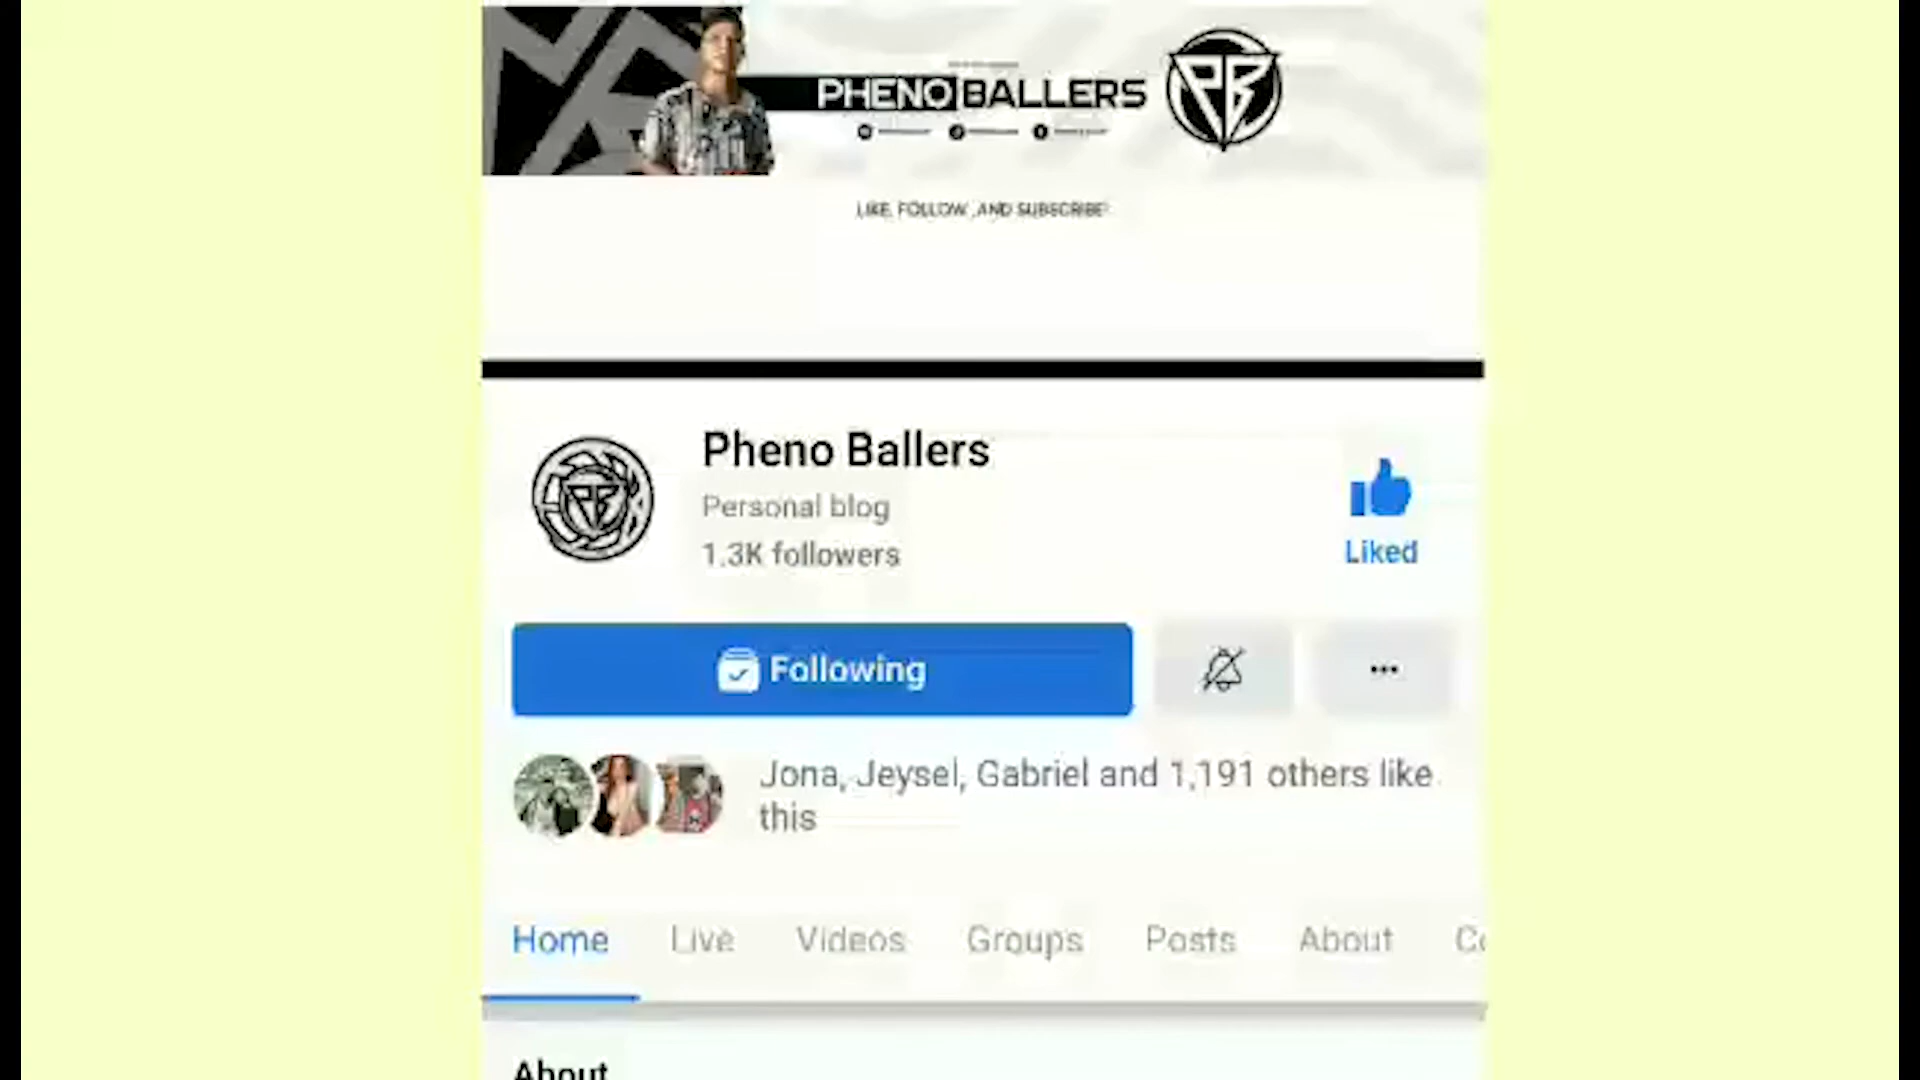 PHENO BALLERS
PB
LIKE, FOLLOW ,AND SUBSCRIBE!
Pheno Ballers
Personal blog
1.3K followers
Liked
Following
Jona, Jeysel, Gabriel and 1,191 others like
this
Home Live Videos Groups Posts About
About